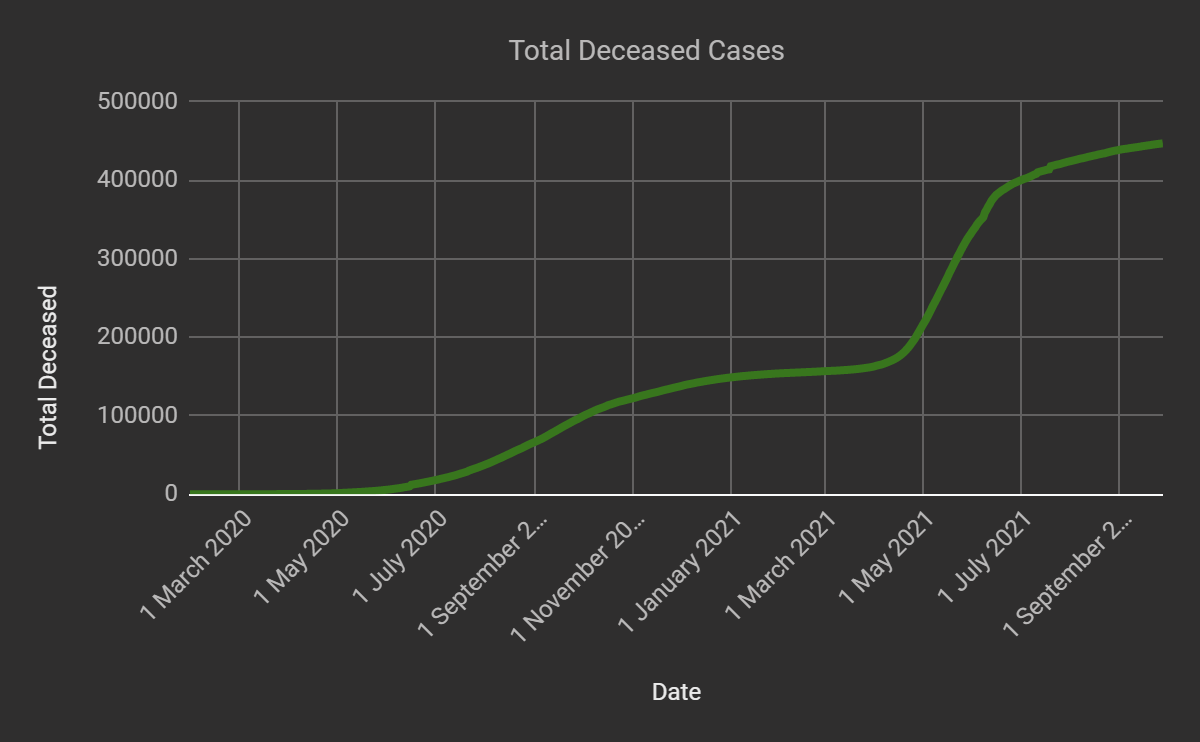 Total Deceased Cases
Total Deceased
500000
400000
300000
200000
100000
0
1 March 2020
1 May 2020
1 July 2020
1 September 2...
1 November 20...
1 January 2021
1 March 2021
1 May 2021
1 July 2021
1 September 2...
Date